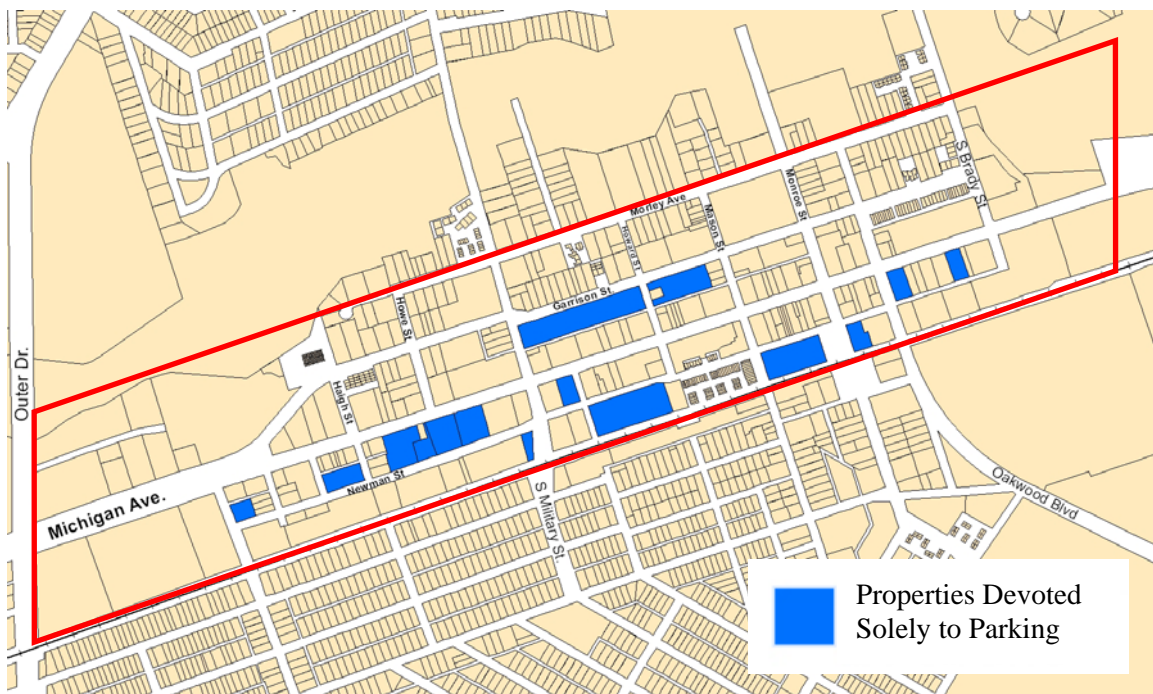 S Brady St
Monroe St
Morley Ave
Mason St
Howard St
Garrison St.
Howe St.
Outer Dr.
Haigh St
Newman St
Michigan Ave.
S Military St.
Oakwood Blvd
Properties Devoted
Solely to Parking